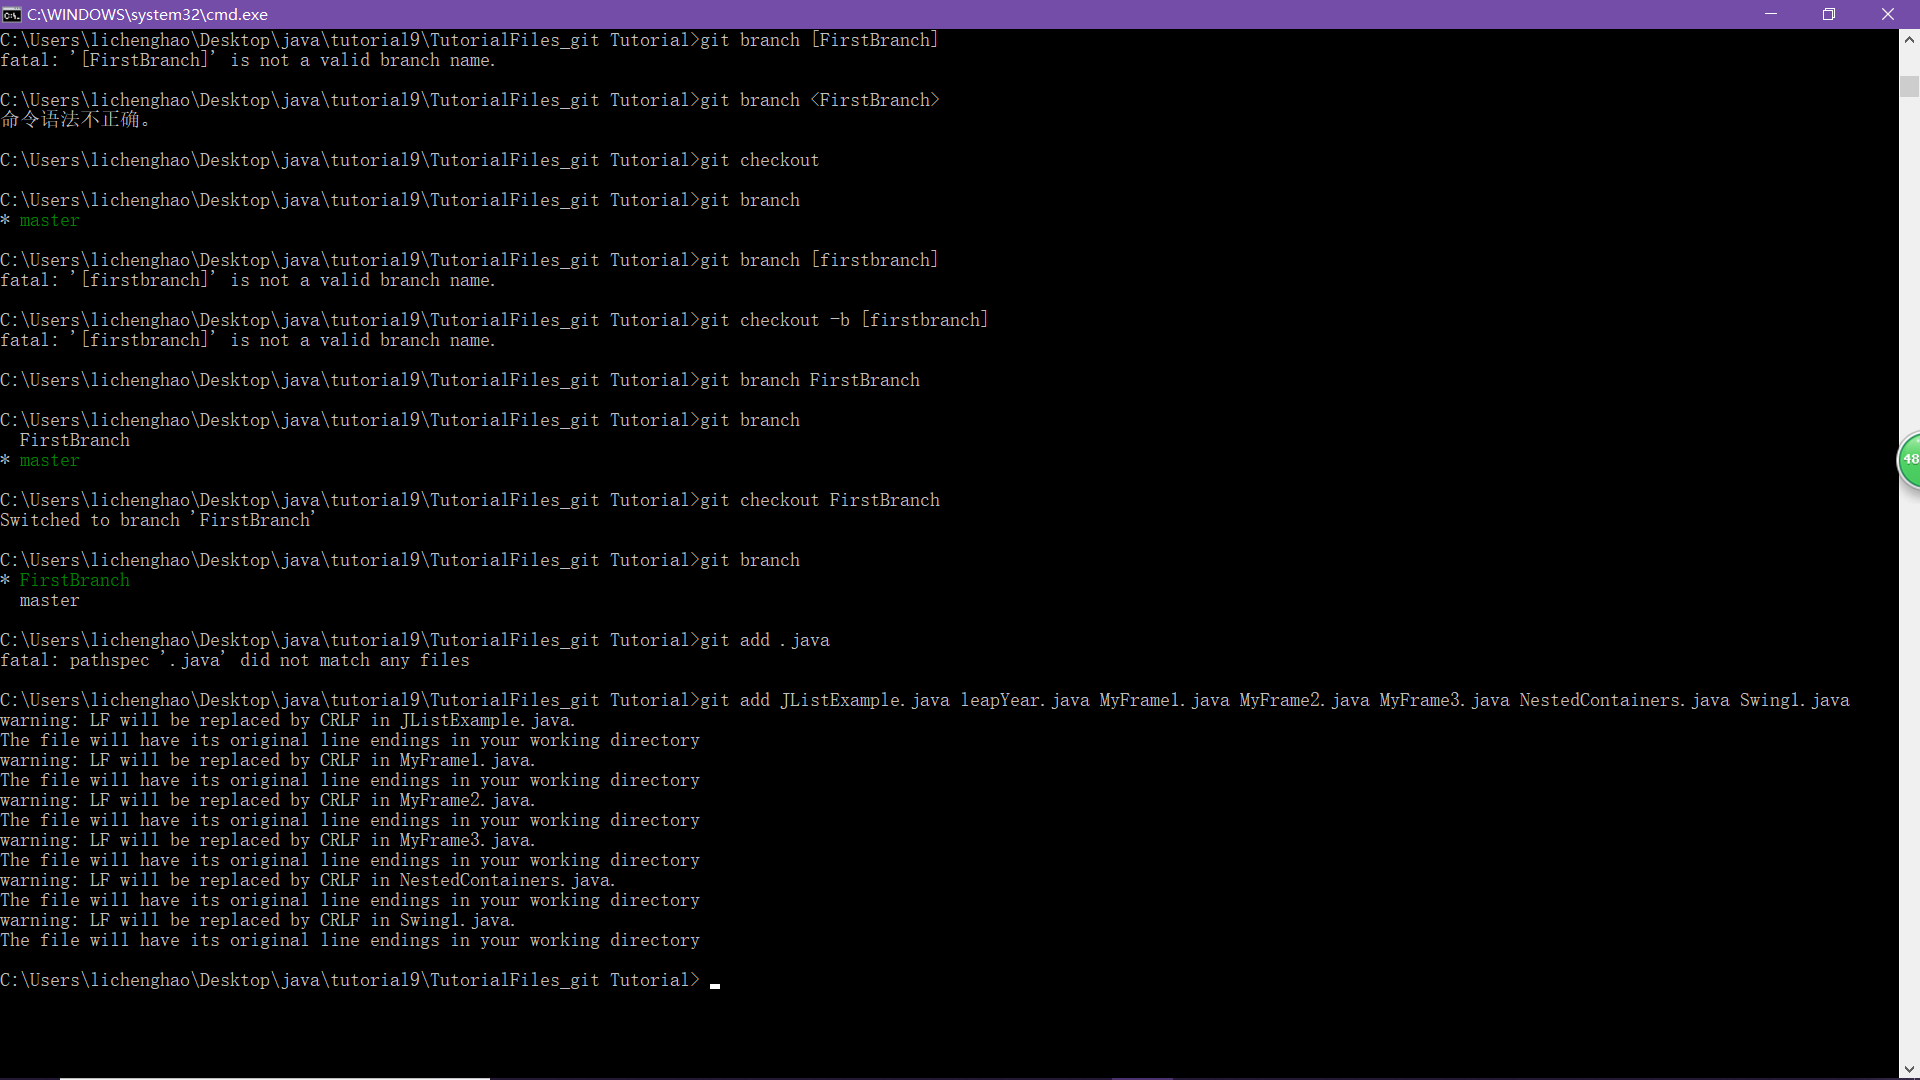 C:\WINDOWS\system32\cmd.exe
C:\Users\lichenghao\Desktop\java\tutorial9\TutorialFiles_git Tutorial>git branch [FirstBranch]
fatal: '[FirstBranch]' is not a valid branch name.
C:\Users\lichenghao\Desktop\java\tutorial9\TutorialFiles_git Tutorial>git branch <FirstBranch>
命令语法不正确。
C:\Users\lichenghao\Desktop\java\tutorial9\TutorialFiles_git Tutorial>git checkout
C:\Users\lichenghao\Desktop\java\tutorial9\TutorialFiles_git Tutorial>git branch
* master
C:\Users\lichenghao\Desktop\java\tutorial9\TutorialFiles_git Tutorial>git branch [firstbranch]
fatal: '[firstbranch]' is not a valid branch name.
C:\Users\lichenghao\Desktop\java\tutorial9\TutorialFiles_git Tutorial>git checkout -b [firstbranch]
fatal: '[firstbranch]' is not a valid branch name.
C:\Users\lichenghao\Desktop\java\tutorial9\TutorialFiles_git Tutorial>git branch FirstBranch
C:\Users\lichenghao\Desktop\java\tutorial9\TutorialFiles_git Tutorial>git branch
FirstBranch
* master
C:\Users\lichenghao\Desktop\java\tutorial9\TutorialFiles_git Tutorial>git checkout FirstBranch
Switched to branch 'FirstBranch'
C:\Users\lichenghao\Desktop\java\tutorial9\TutorialFiles_git Tutorial>git branch
* FirstBranch
master
C:\Users\lichenghao\Desktop\java\tutorial9\TutorialFiles_git Tutorial>git add .java
fatal: pathspec '.java' did not match any files
C:\Users\lichenghao\Desktop\java\tutorial9\TutorialFiles_git Tutorial>git add JListExample.java leapYear.java MyFrame1.java MyFrame2.java MyFrame3.java NestedContainers.java Swing1.java
warning: LF will be replaced by CRLF in JListExample.java.
The file will have its original line endings in your working directory
warning: LF will be replaced by CRLF in MyFrame1.java.
The file will have its original line endings in your working directory
warning: LF will be replaced by CRLF in MyFrame2.java.
The file will have its original line endings in your working directory
warning: LF will be replaced by CRLF in MyFrame3.java.
The file will have its original line endings in your working directory
warning: LF will be replaced by CRLF in NestedContainers.java.
The file will have its original line endings in your working directory
warning: LF will be replaced by CRLF in Swing1.java.
The file will have its original line endings in your working directory
C:\Users\lichenghao\Desktop\java\tutorial9\TutorialFiles_git Tutorial>
48